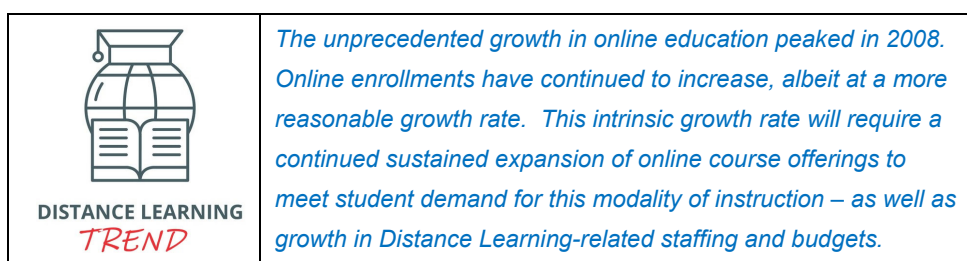 DISTANCE LEARNING
TREND
The unprecedented growth in online education peaked in 2008.
Online enrollments have continued to increase, albeit at a more
reasonable growth rate.  This intrinsic growth rate will require a
continued sustained expansion of online course offerings to
meet student demand for this modality of instruction – as well as
growth in Distance Learning-related staffing and budgets.